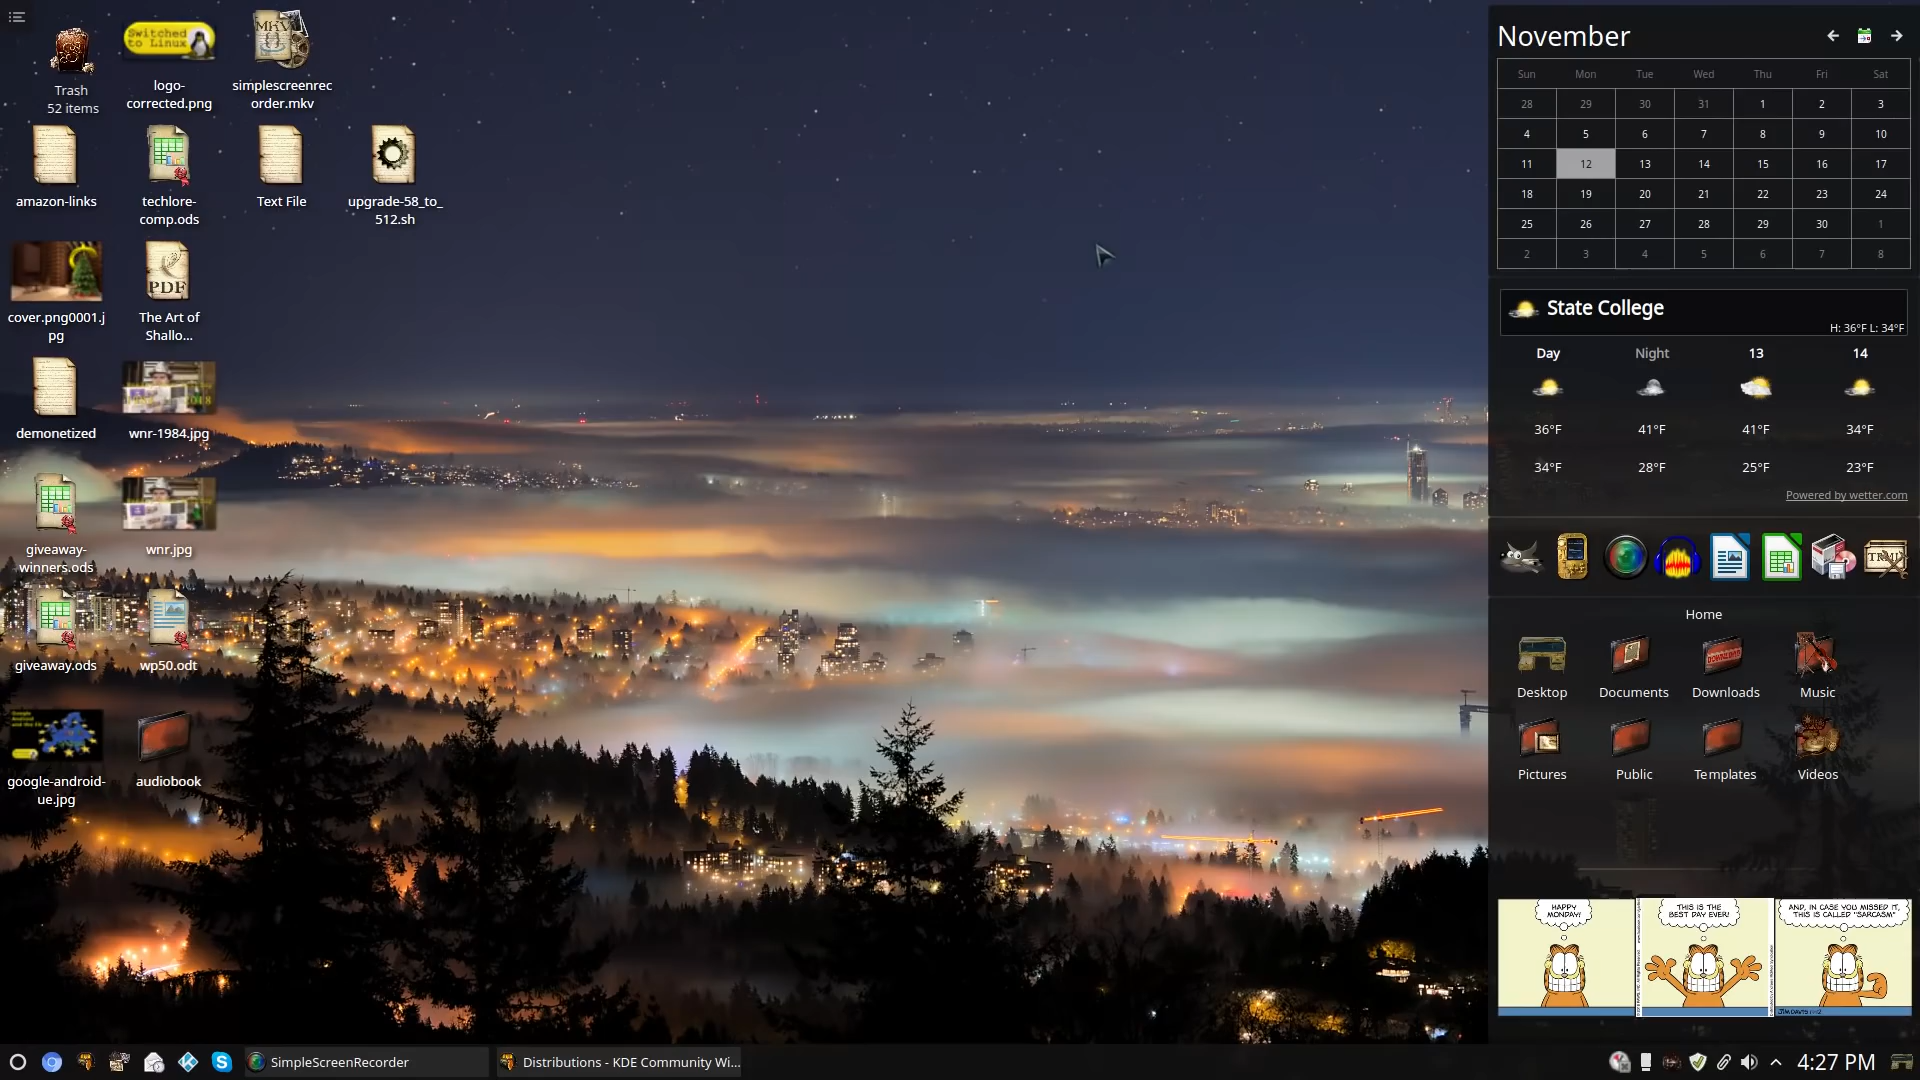 Switched
to Linux
MKV
Trash
52 items
logo-
corrected.png
simplescreenrec
order.mkv
amazon-links
techlore-
comp.ods
Text File
upgrade-58_to_
512.sh
PDF
cover.png0001.j
pg
The Art of
Shallo...
demonetized
wnr-1984.jpg
giveaway-
winners.ods
wnr.jpg
giveaway.ods
wp50.odt
google-android-
ue.jpg
audiobook
November
Sun Mon Tue Wed Thu Fri Sat
28 29 30 31 1 2 3
4 5 6 7 8 9 10
11 12 13 14 15 16 17
18 19 20 21 22 23 24
25 26 27 28 29 30 1
2 3 4 5 6 7 8
State College
H: 36°F L: 34°F
Day Night 13 14
36°F 41°F 41°F 34°F
34°F 28°F 25°F 23°F
Powered by wetter.com
Home
DOWNLOAD
Desktop Documents Downloads Music
Pictures Public Templates Videos
HAPPY
MONDAY!
THIS IS THE
BEST DAY EVER!
AND, IN CASE YOU MISSED IT,
THIS IS CALLED "SARCASM"
SimpleScreenRecorder
Distributions - KDE Community Wi...
4:27 PM